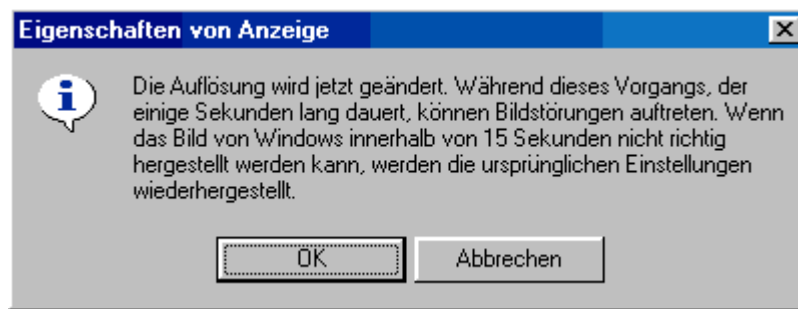 Eigenschaften von Anzeige
Die Auflösung wird jetzt geändert. Während dieses Vorgangs, der
einige Sekunden lang dauert, können Bildstörungen auftreten. Wenn
das Bild von Windows innerhalb von 15 Sekunden nicht richtig
hergestellt werden kann, werden die ursprünglichen Einstellungen
wiederhergestellt.
OK
Abbrechen